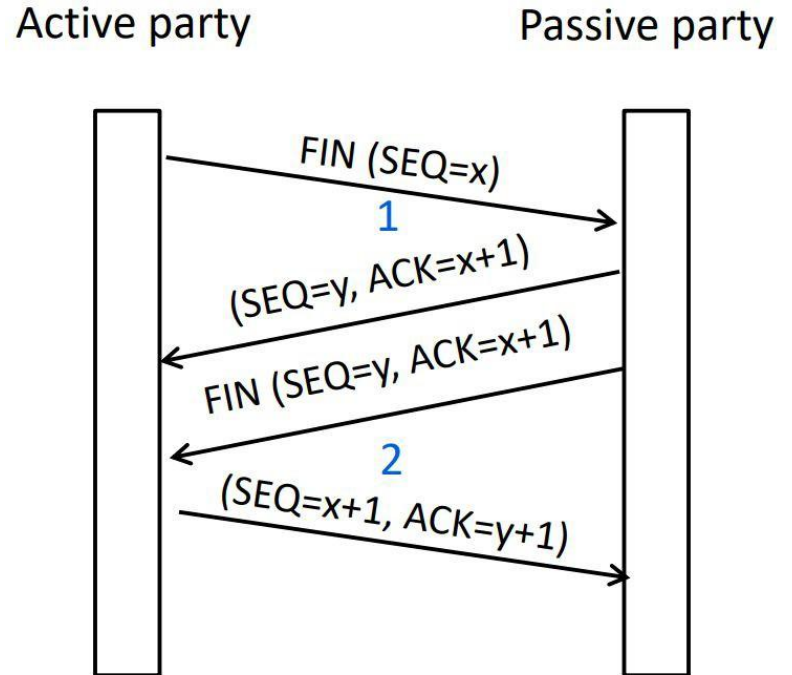 Active party
Passive party
FIN (SEQ=x)
1
(SEQ=y, ACK=x+1)
FIN (SEQ=y, ACK=x+1)
2
(SEQ=x+1, ACK=y+1)